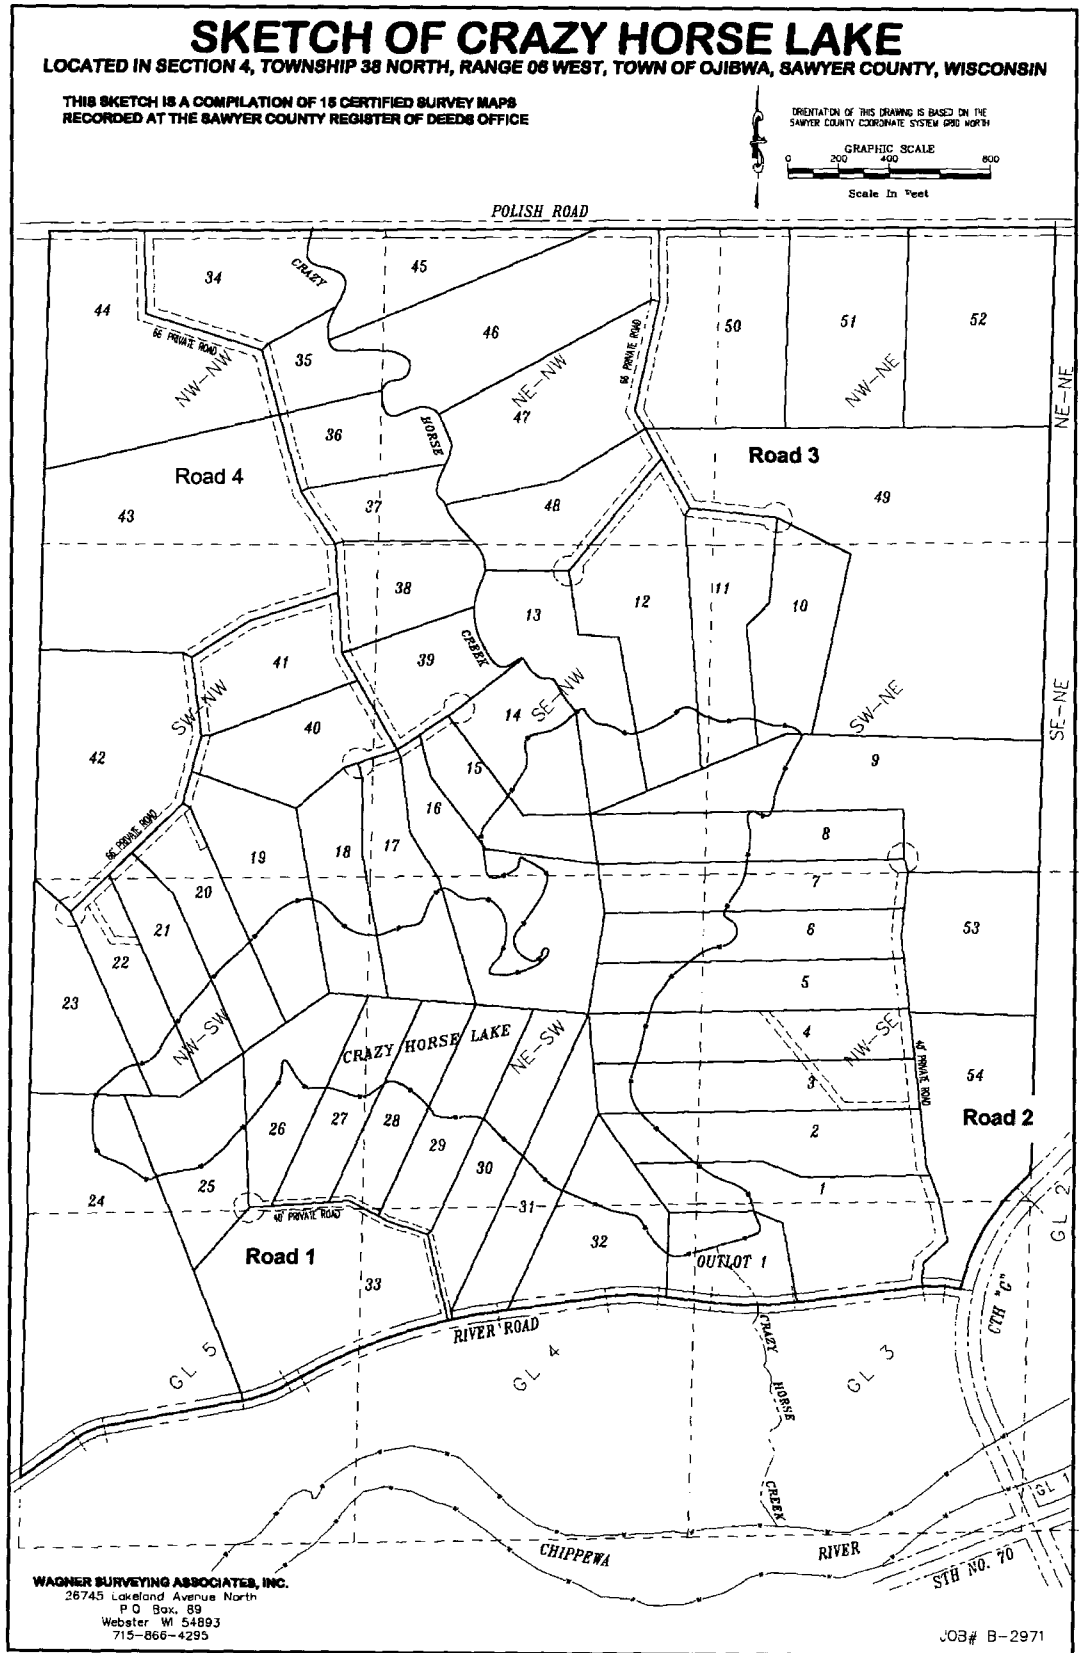 SKETCH OF CRAZY HORSE LAKE
LOCATED IN SECTION 4, TOWNSHIP 38 NORTH, RANGE 06 WEST, TOWN OF OJIBWA, SAWYER COUNTY, WISCONSIN
THIS SKETCH IS A COMPILATION OF 15 CERTIFIED SURVEY MAPS
RECORDED AT THE SAWYER COUNTY REGISTER OF DEEDS OFFICE
ORIENTATION OF THIS DRAWING IS BASED ON THE
SAWYER COUNTY COORDINATE SYSTEM GRID NORTH
GRAPHIC SCALE
0 200 400 800
Scale In Feet
POLISH ROAD
CRAZY
45
34
44
46
50
51
52
66' PRIVATE ROAD
66' PRIVATE ROAD
35
NW-NW
NE-NW
NW-NE
NE-NE
47
36
HORSE
Road 3
Road 4
49
43
37
48
38
12
11
10
13
41
39
CREEK
SW-NW
SE-NW
SW-NE
SE-NE
14
40
42
9
15
16
66' PRIVATE ROAD
8
19
18
17
7
20
21
6
53
22
5
23
NW-SW
CRAZY HORSE LAKE
NE-SW
4
NW-SE
40' PRIVATE ROAD
54
3
26
27
28
29
Road 2
2
30
25
24
1
31
40' PRIVATE ROAD
GL 2
32
Road 1
OUTLOT 1
33
CTH "G"
RIVER ROAD
CRAZY
GL 5
GL 4
GL 3
HORSE
CREEK
GL 1
CHIPPEWA
RIVER
STH NO. 70
WAGNER SURVEYING ASSOCIATES, INC.
26745 Lakeland Avenue North
P O Box. 89
Webster WI 54893
715-866-4295
JOB# B-2971